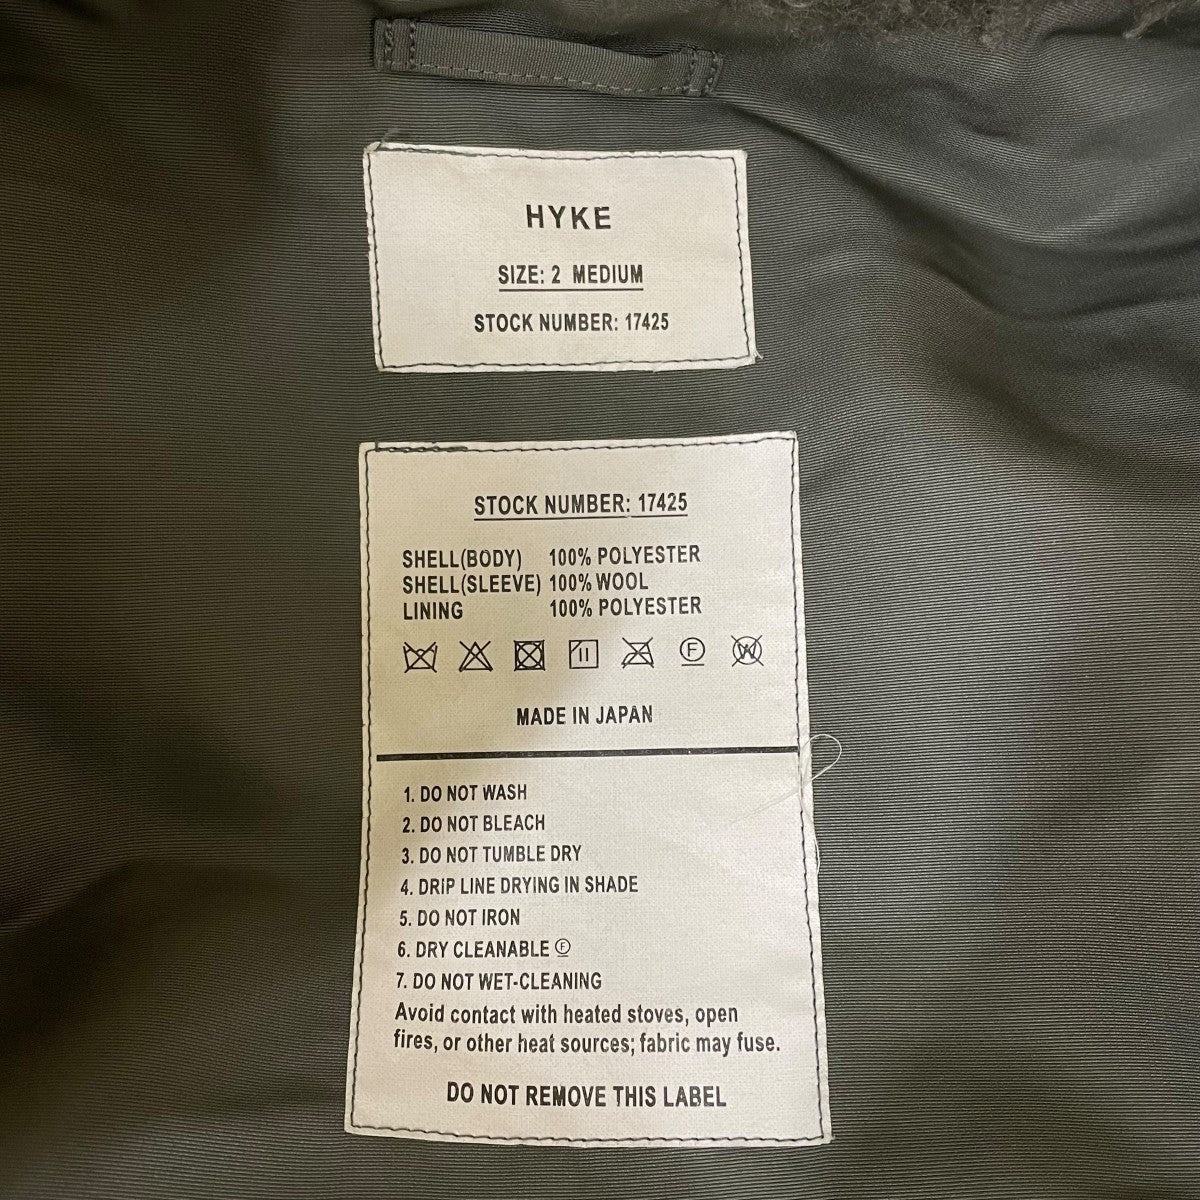 HYKE
SIZE: 2 MEDIUM
STOCK NUMBER: 17425
STOCK NUMBER: 17425
SHELL(BODY) 100% POLYESTER
SHELL(SLEEVE) 100% WOOL
LINING 100% POLYESTER
F W
MADE IN JAPAN
1. DO NOT WASH
2. DO NOT BLEACH
3. DO NOT TUMBLE DRY
4. DRIP LINE DRYING IN SHADE
5. DO NOT IRON
6. DRY CLEANABLE Ⓕ
7. DO NOT WET-CLEANING
Avoid contact with heated stoves, open
fires, or other heat sources; fabric may fuse.
DO NOT REMOVE THIS LABEL